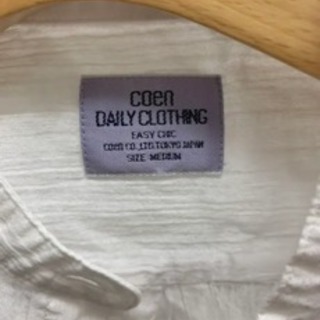 coen
DAILY CLOTHING
EASY CHIC
coen CO.,LTD.TOKYO JAPAN
SIZE MEDIUM